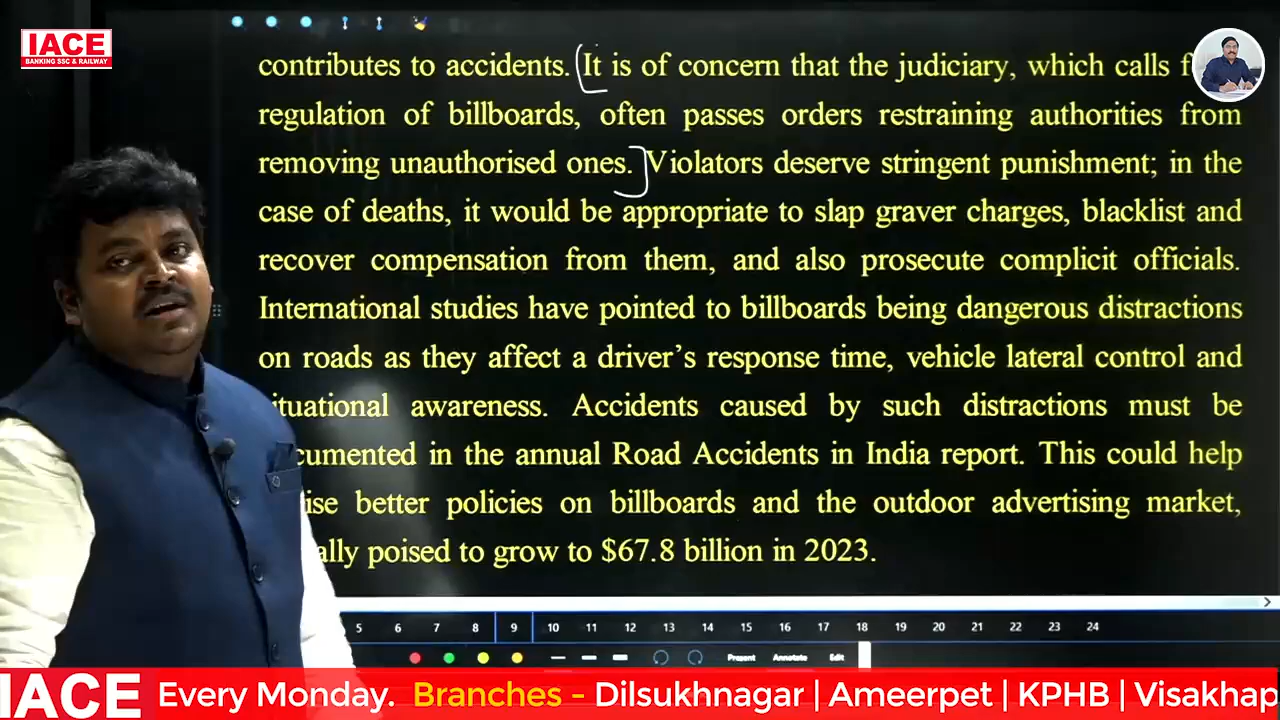 IACE
BANKING SSC & RAILWAY
contributes to accidents. It is of concern that the judiciary, which calls
regulation of billboards, often passes orders restraining authorities from
removing unauthorised ones. Violators deserve stringent punishment; in the
case of deaths, it would be appropriate to slap graver charges, blacklist and
recover compensation from them, and also prosecute complicit officials.
International studies have pointed to billboards being dangerous distractions
on roads as they affect a driver's response time, vehicle lateral control and
ituational awareness. Accidents caused by such distractions must be
cumented in the annual Road Accidents in India report. This could help
ise better policies on billboards and the outdoor advertising market,
ally poised to grow to $67.8 billion in 2023.
5 6 7 8 9 10 11 12 13 14 15 16 17 18 19 20 21 22 23 24
Present Annotate Edit
IACE Every Monday. Branches - Dilsukhnagar | Ameerpet | KPHB | Visakhap